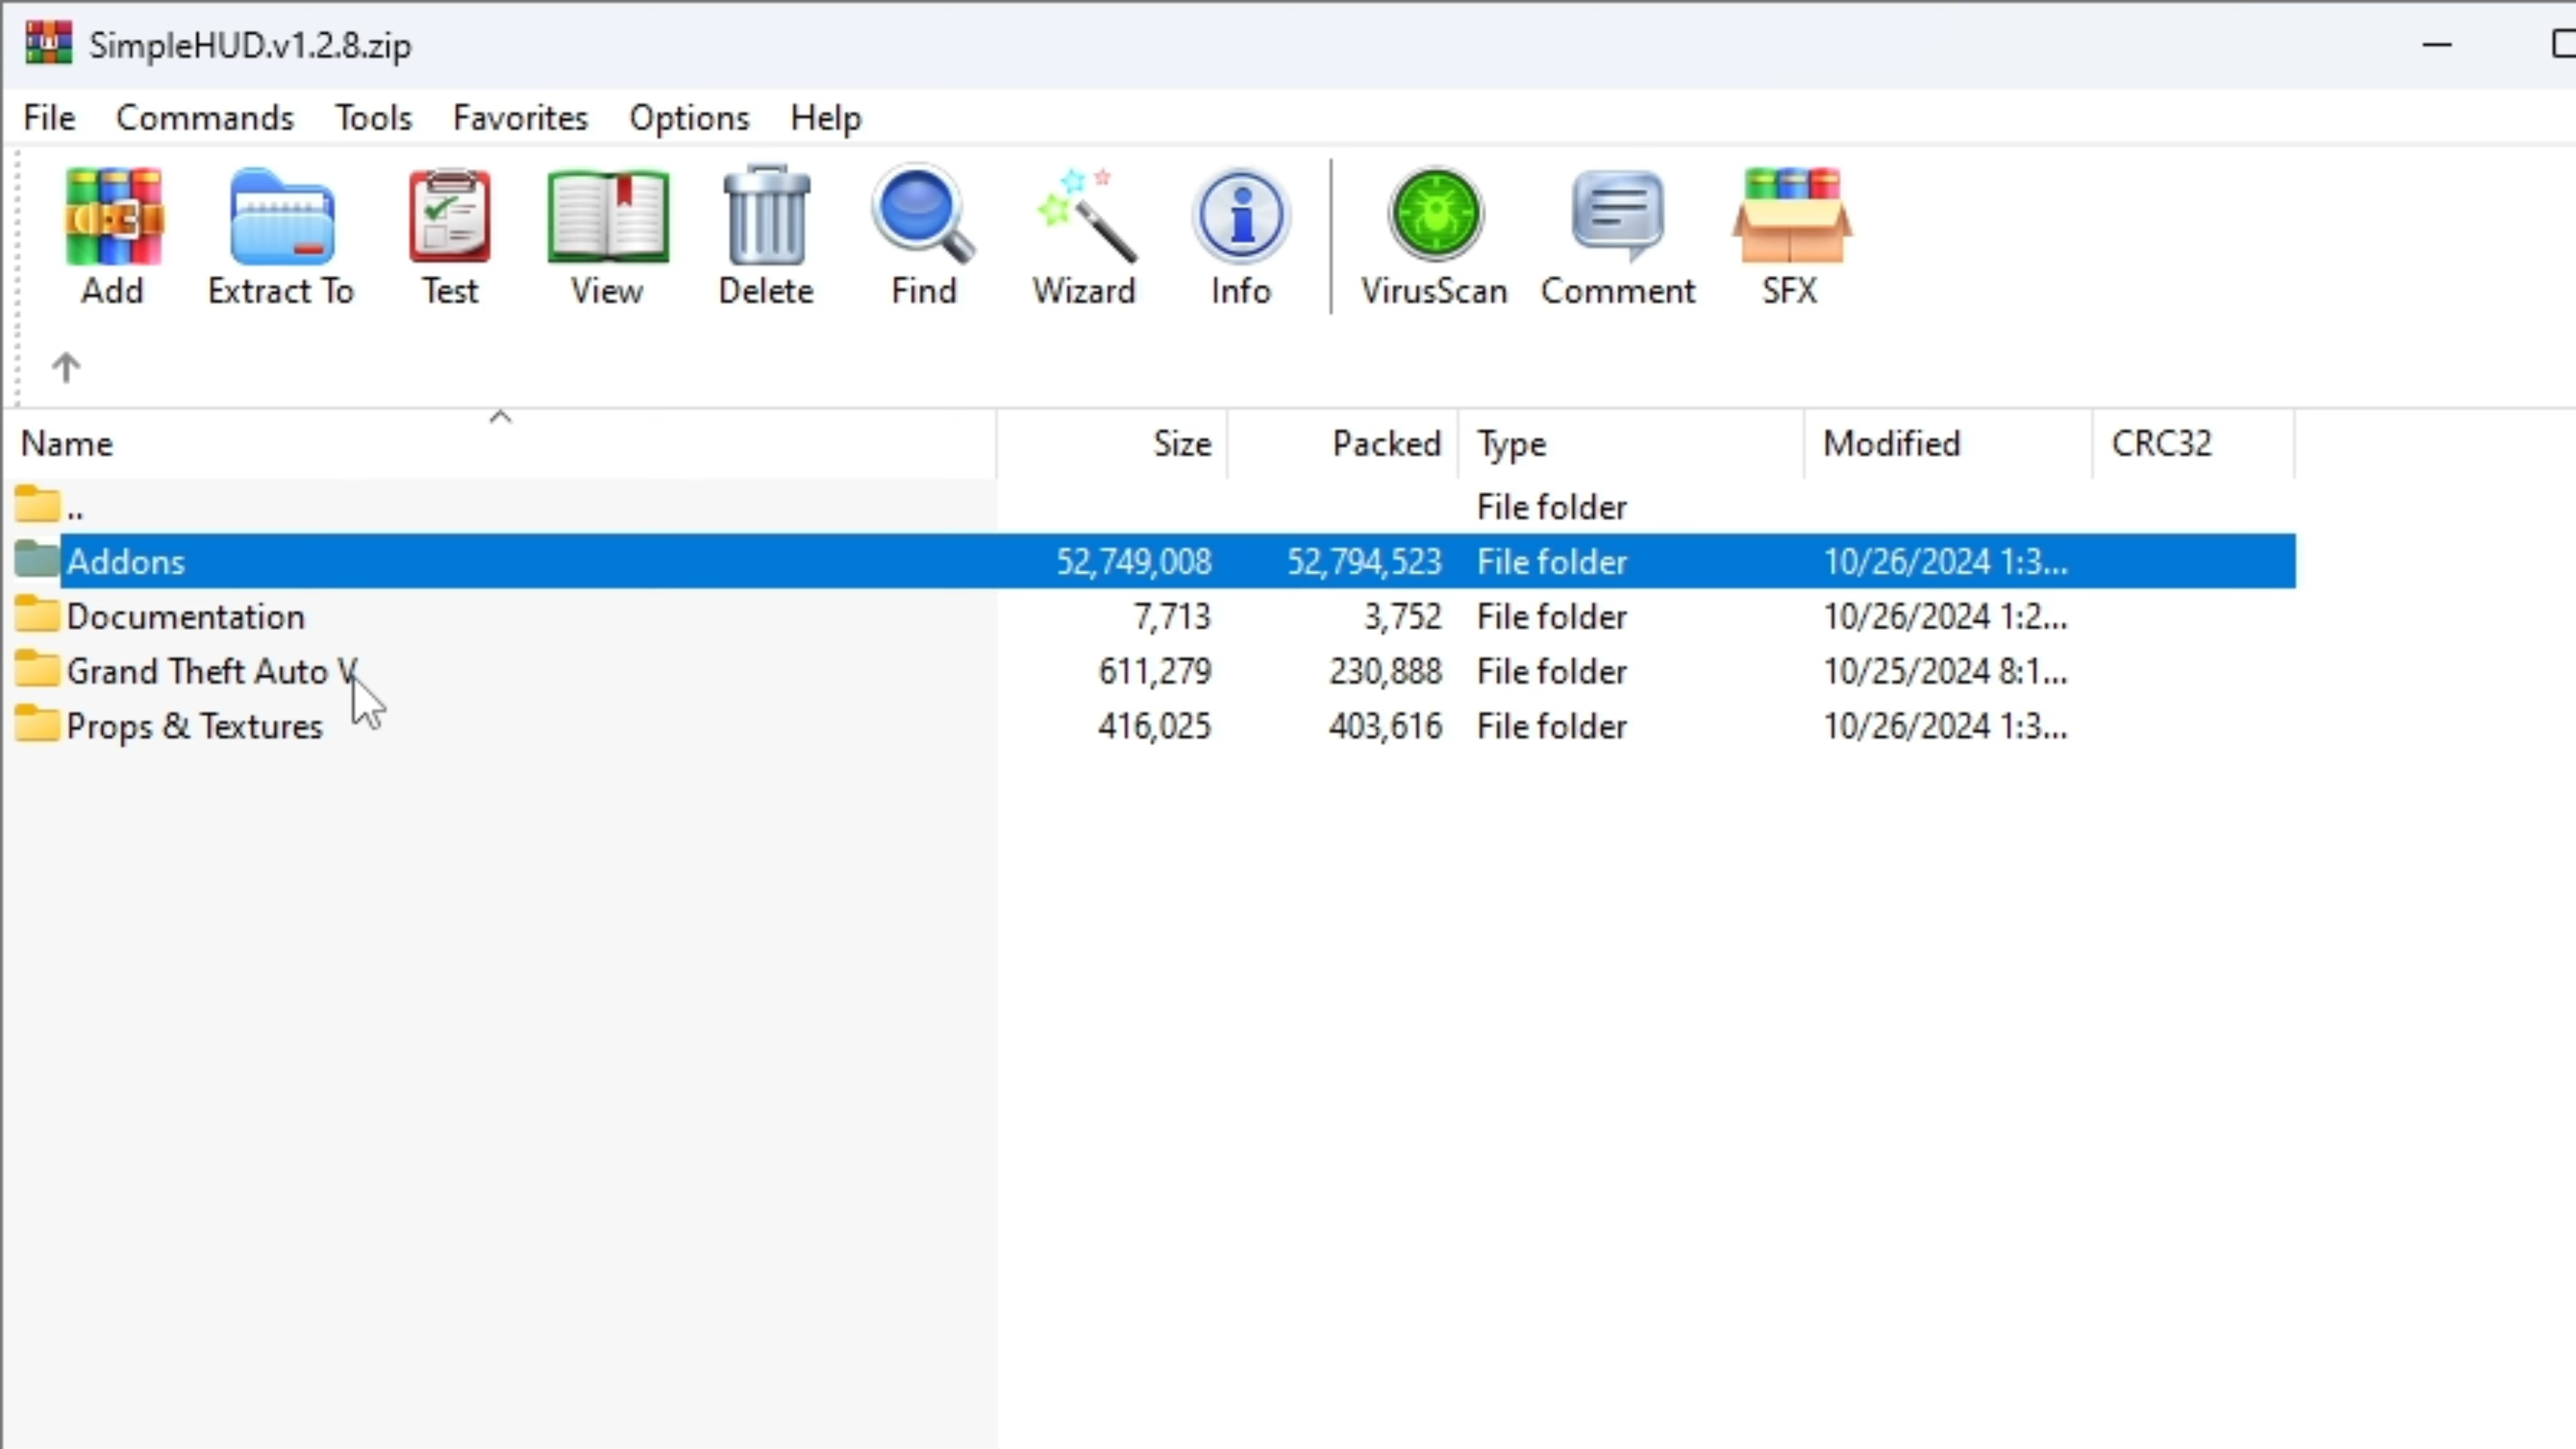 SimpleHUD.v1.2.8.zip
File Commands Tools Favorites Options Help
Add Extract To Test View Delete Find Wizard Info VirusScan Comment SFX
Name Size Packed Type Modified CRC32
.. File folder
Addons 52,749,008 52,794,523 File folder 10/26/2024 1:3...
Documentation 7,713 3,752 File folder 10/26/2024 1:2...
Grand Theft Auto V 611,279 230,888 File folder 10/25/2024 8:1...
Props & Textures 416,025 403,616 File folder 10/26/2024 1:3...